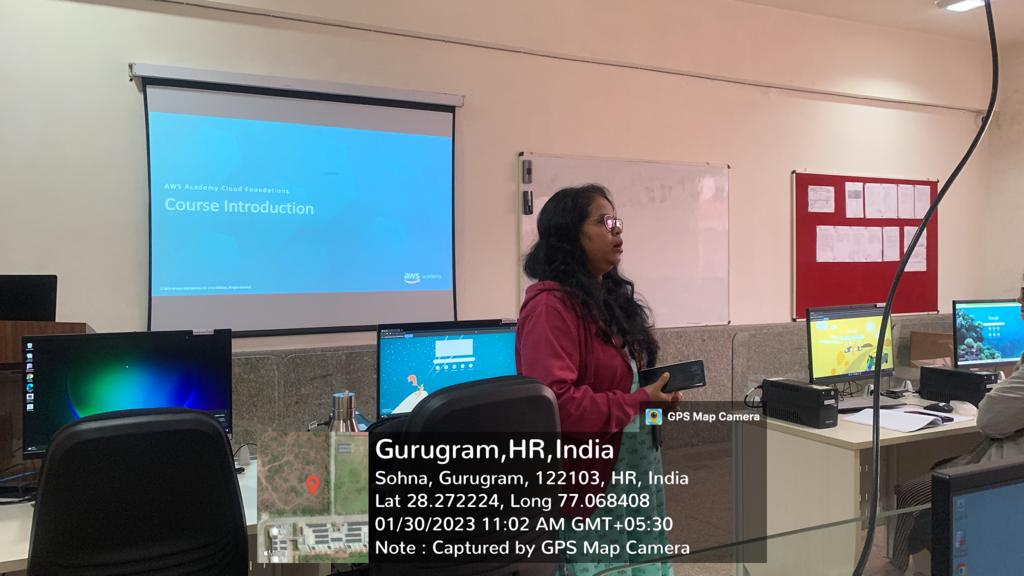 AWS Academy Cloud Foundations
Course Introduction
aws academy
GPS Map Camera
Gurugram,HR,India
Sohna, Gurugram, 122103, HR, India
Lat 28.272224, Long 77.068408
01/30/2023 11:02 AM GMT+05:30
Note : Captured by GPS Map Camera